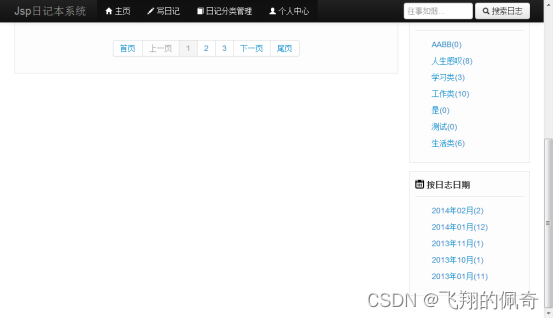 Jsp日记本系统 主页 写日记 日记分类管理 个人中心 往事如烟... 搜索日志
首页 上一页 1 2 3 下一页 尾页
AABB(0)
人生感叹(8)
学习类(3)
工作类(10)
是(0)
测试(0)
生活类(6)
按日志日期
2014年02月(2)
2014年01月(12)
2013年11月(1)
2013年10月(1)
2013年01月(11)
CSDN @飞翔的佩奇